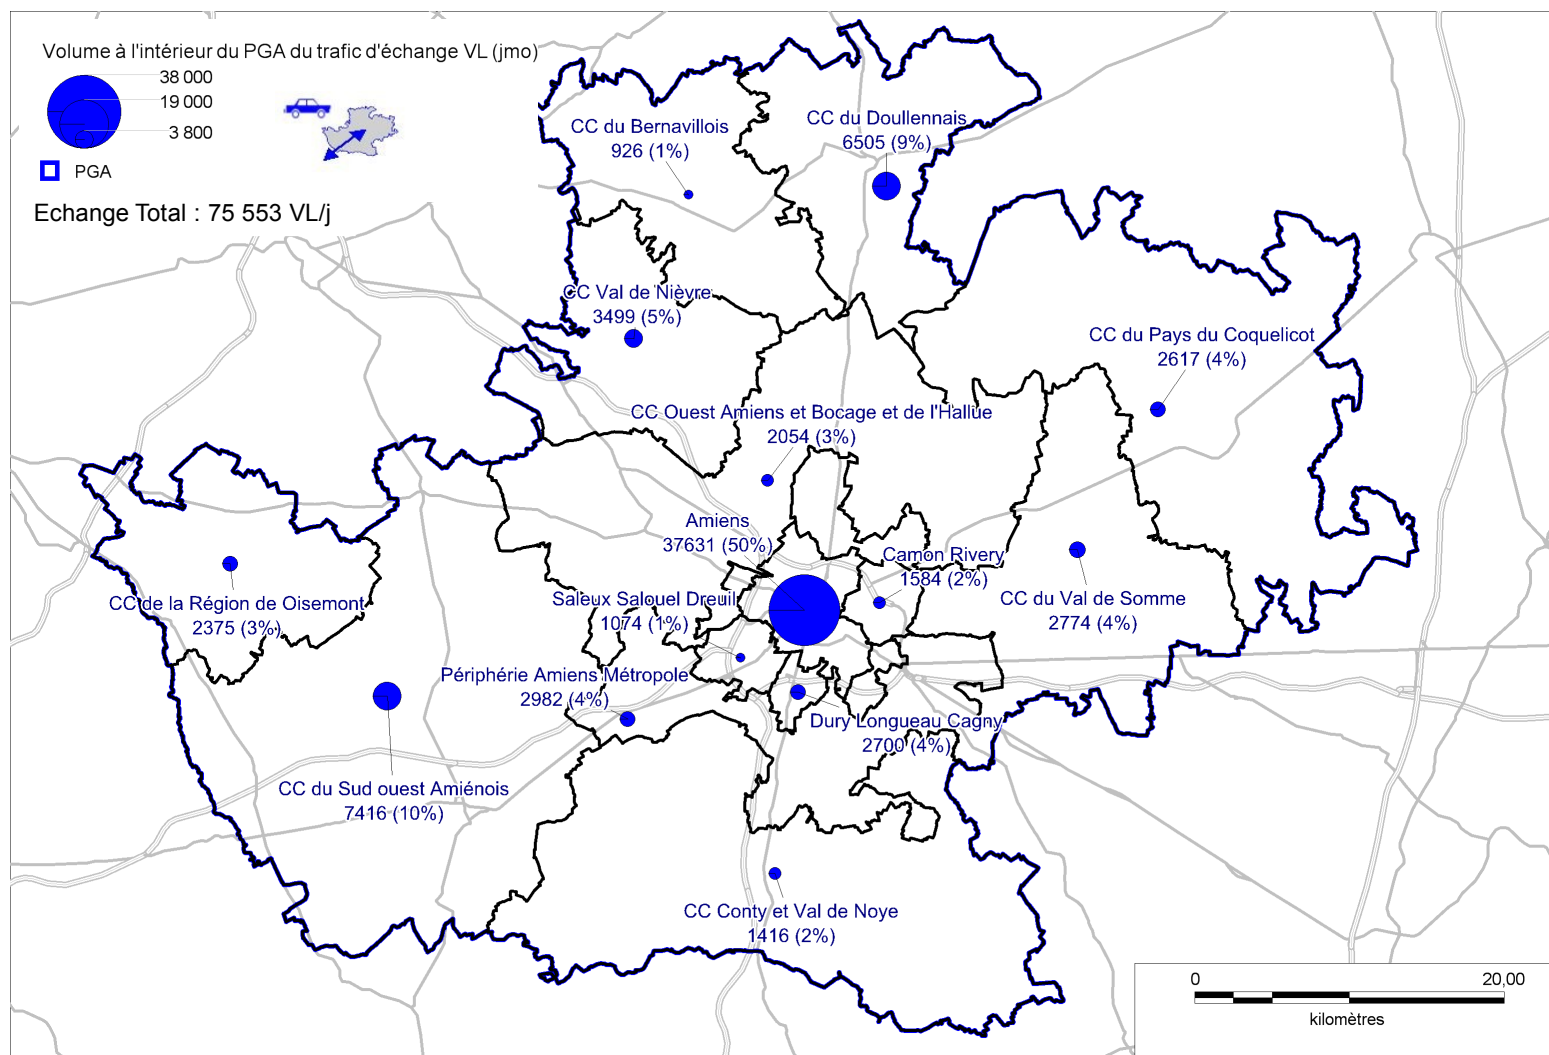 Volume à l'intérieur du PGA du trafic d'échange VL (jmo)
38 000
19 000
3 800
PGA
Echange Total : 75 553 VL/j
CC du Bernavillois
926 (1%)
CC du Doullennais
6505 (9%)
CC Val de Nièvre
3499 (5%)
CC du Pays du Coquelicot
2617 (4%)
CC Ouest Amiens et Bocage et de l'Hallue
2054 (3%)
Amiens
37631 (50%)
Camon Rivery
1584 (2%)
CC de la Région de Oisemont
2375 (3%)
Saleux Salouel Dreuil
1074 (1%)
CC du Val de Somme
2774 (4%)
Périphérie Amiens Métropole
2982 (4%)
Dury Longueau Cagny
2700 (4%)
CC du Sud ouest Amiénois
7416 (10%)
CC Conty et Val de Noye
1416 (2%)
0
20,00
kilomètres